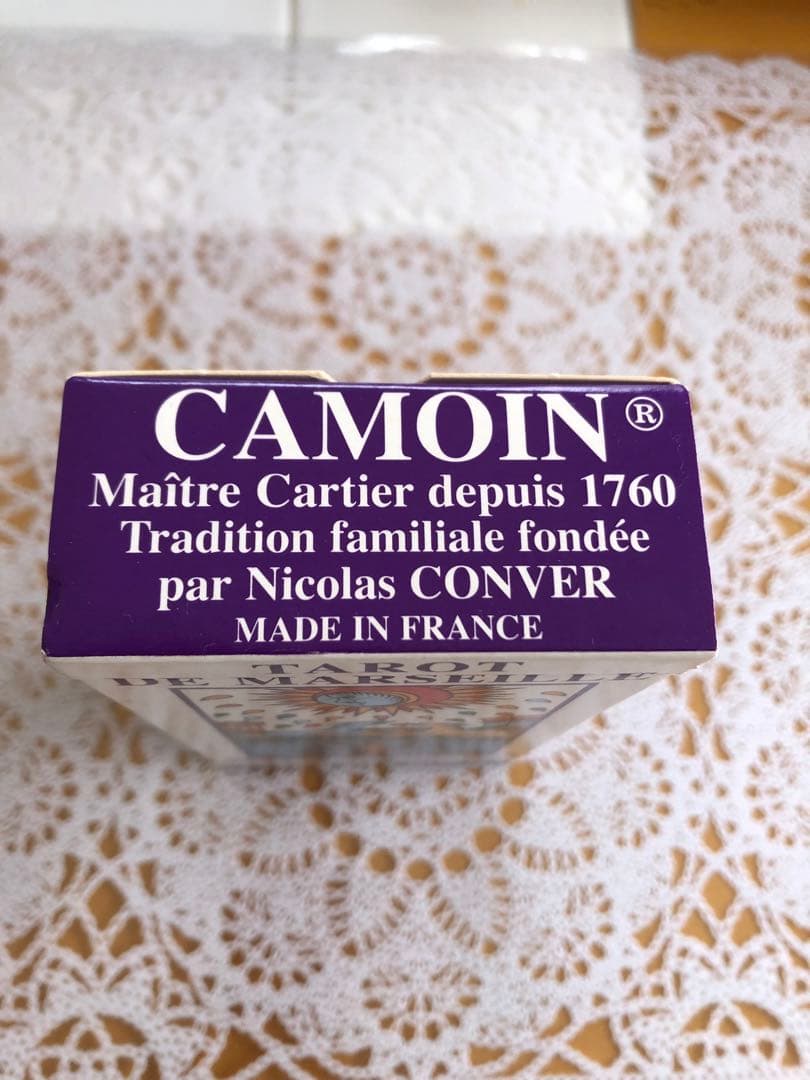 CAMOIN®
Maître Cartier depuis 1760
Tradition familiale fondée
par Nicolas CONVER
MADE IN FRANCE
TAROT
DE MARSEILLE